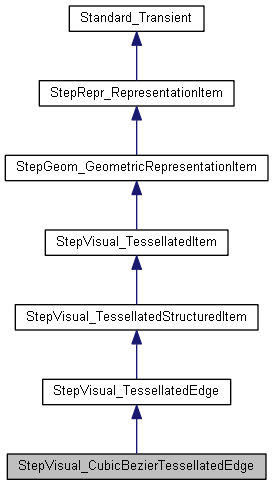 Standard_Transient
StepRepr_RepresentationItem
StepGeom_GeometricRepresentationItem
StepVisual_TessellatedItem
StepVisual_TessellatedStructuredItem
StepVisual_TessellatedEdge
StepVisual_CubicBezierTessellatedEdge